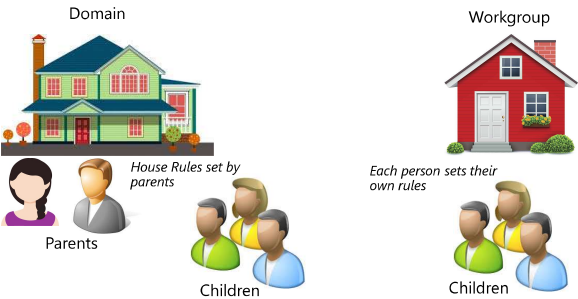 Domain
Workgroup
House Rules set by
parents
Each person sets their
own rules
Parents
Children
Children